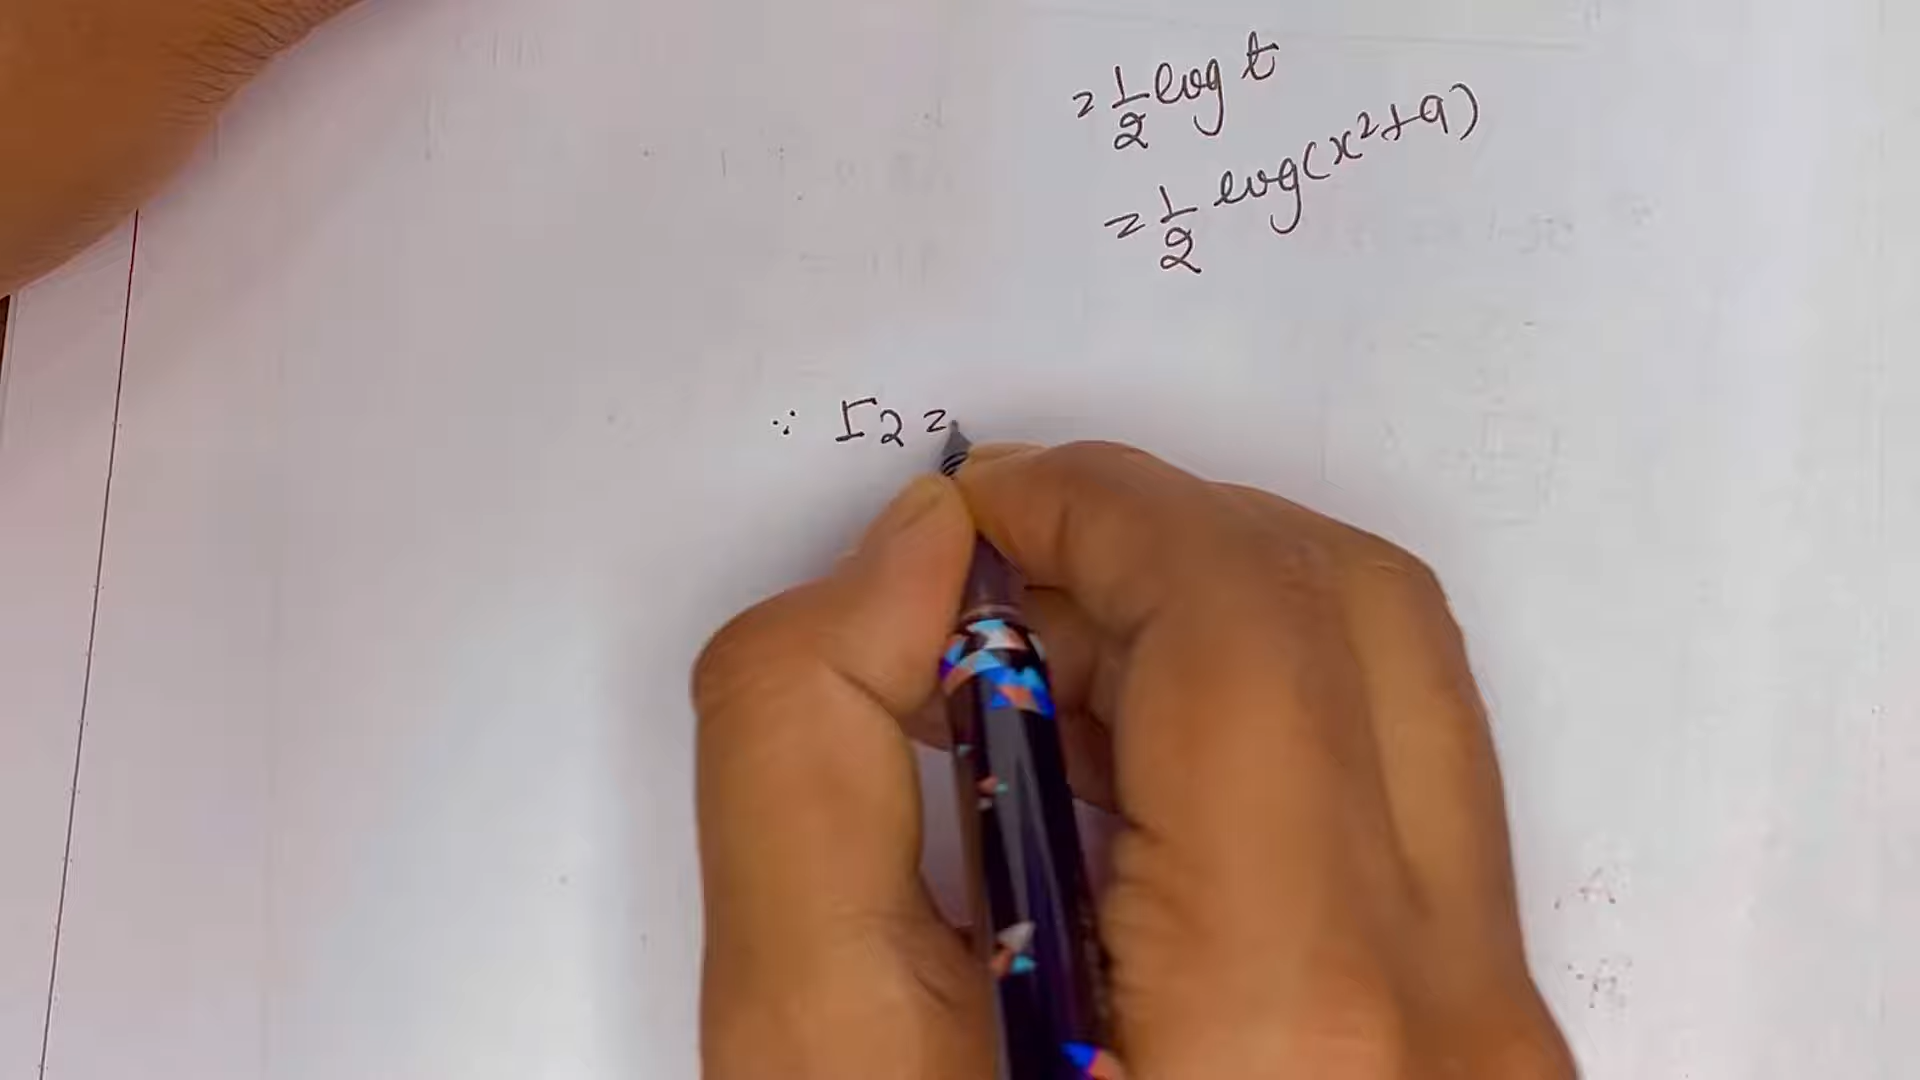 = 1/2 log t
= 1/2 log(x²+9)
∵ I₂ =